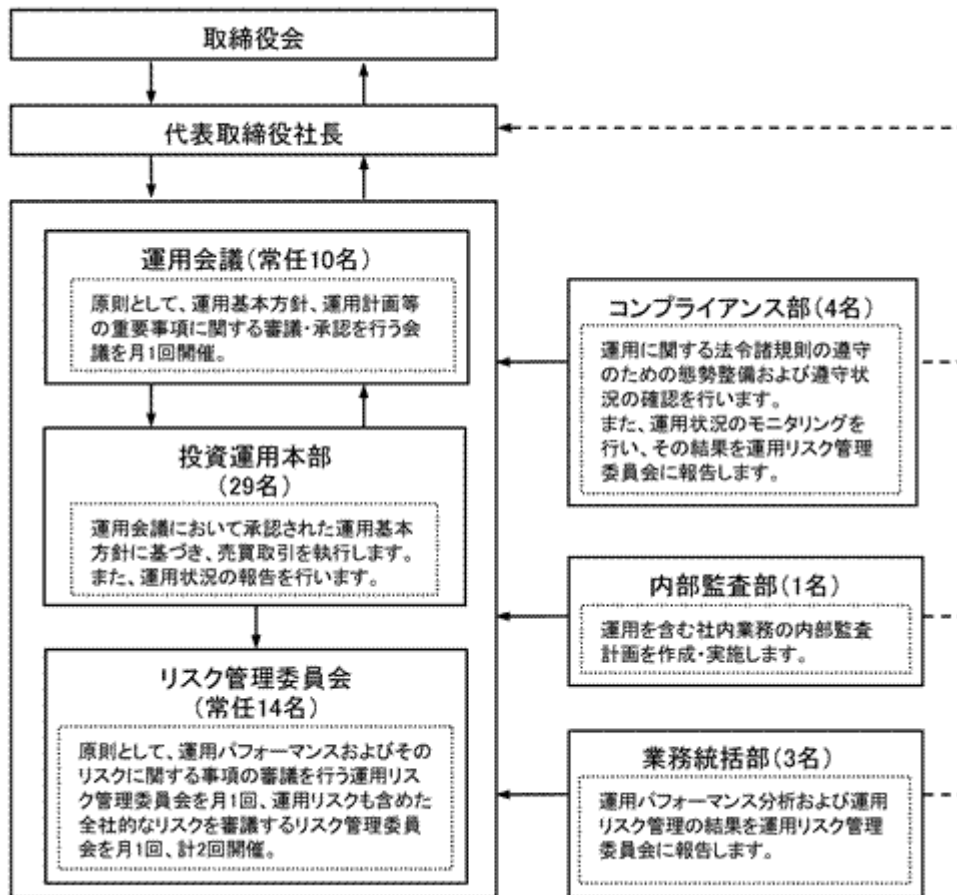 取締役会
代表取締役社長
運用会議(常任10名)
原則として、運用基本方針、運用計画等
の重要事項に関する審議・承認を行う会
議を月1回開催。
投資運用本部
(29名)
運用会議において承認された運用基本
方針に基づき、売買取引を執行します。
また、運用状況の報告を行います。
リスク管理委員会
(常任14名)
原則として、運用パフォーマンスおよびその
リスクに関する事項の審議を行う運用リス
ク管理委員会を月1回、運用リスクも含めた
全社的なリスクを審議するリスク管理委員
会を月1回、計2回開催。
コンプライアンス部(4名)
運用に関する法令諸規則の遵守
のための態勢整備および遵守状
況の確認を行います。
また、運用状況のモニタリングを
行い、その結果を運用リスク管理
委員会に報告します。
内部監査部(1名)
運用を含む社内業務の内部監査
計画を作成・実施します。
業務統括部(3名)
運用パフォーマンス分析および運用
リスク管理の結果を運用リスク管理
委員会に報告します。